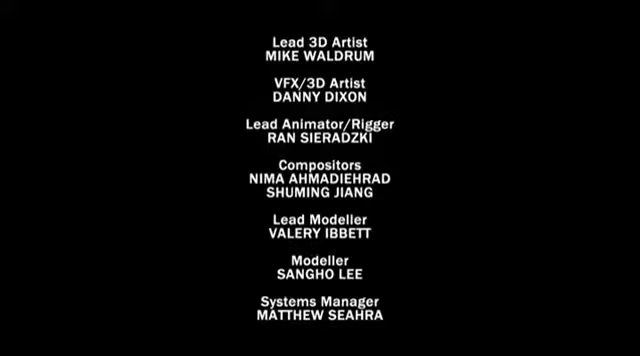 Lead 3D Artist
MIKE WALDRUM
VFX/3D Artist
DANNY DIXON
Lead Animator/Rigger
RAN SIERADZKI
Compositors
NIMA AHMADIEHRAD
SHUMING JIANG
Lead Modeller
VALERY IBBETT
Modeller
SANGHO LEE
Systems Manager
MATTHEW SEAHRA